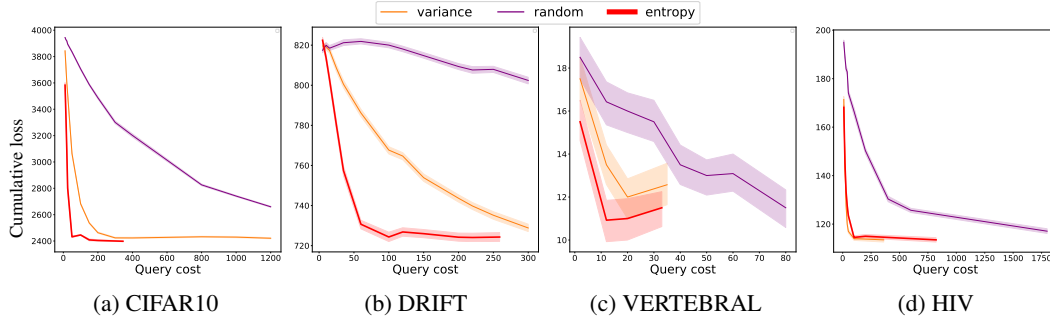 variance random entropy
Cumulative loss
4000
3800
3600
3400
3200
3000
2800
2600
2400
0 200 400 600 800 1000 1200
Query cost
(a) CIFAR10
820
800
780
760
740
720
0 50 100 150 200 250 300
Query cost
(b) DRIFT
18
16
14
12
10
0 10 20 30 40 50 60 70 80
Query cost
(c) VERTEBRAL
200
180
160
140
120
0 250 500 750 1000 1250 1500 1750
Query cost
(d) HIV